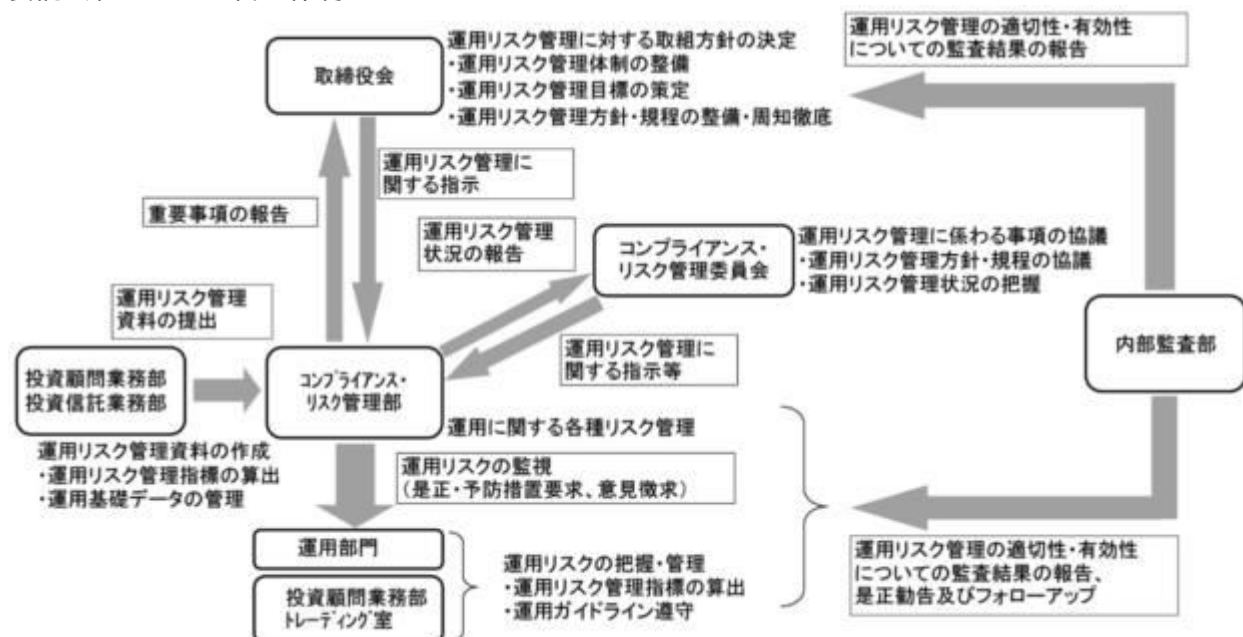 運用リスク管理に対する取組方針の決定
・運用リスク管理体制の整備
・運用リスク管理目標の策定
・運用リスク管理方針・規程の整備・周知徹底
取締役会
運用リスク管理の適切性・有効性
についての監査結果の報告
運用リスク管理に
関する指示
重要事項の報告
運用リスク管理
状況の報告
コンプライアンス・
リスク管理委員会
運用リスク管理に係わる事項の協議
・運用リスク管理方針・規程の協議
・運用リスク管理状況の把握
運用リスク管理
資料の提出
運用リスク管理に
関する指示等
内部監査部
投資顧問業務部
投資信託業務部
コンプライアンス・
リスク管理部
運用に関する各種リスク管理
運用リスク管理資料の作成
・運用リスク管理指標の算出
・運用基礎データの管理
運用リスクの監視
(是正・予防措置要求、意見徴求)
運用部門
投資顧問業務部
トレーディング室
運用リスクの把握・管理
・運用リスク管理指標の算出
・運用ガイドライン遵守
運用リスク管理の適切性・有効性
についての監査結果の報告、
是正勧告及びフォローアップ